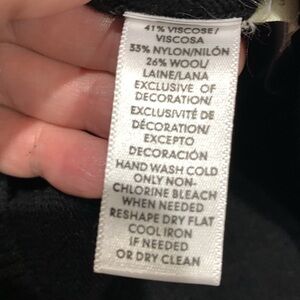 41% VISCOSE/
VISCOSA
33% NYLON/NILÓN
26% WOOL/
LAINE/LANA
EXCLUSIVE OF
DECORATION/
EXCLUSIVITÉ DE
DÉCORATION/
EXCEPTO
DECORACIÓN
HAND WASH COLD
ONLY NON-
CHLORINE BLEACH
WHEN NEEDED
RESHAPE DRY FLAT
COOL IRON
IF NEEDED
OR DRY CLEAN